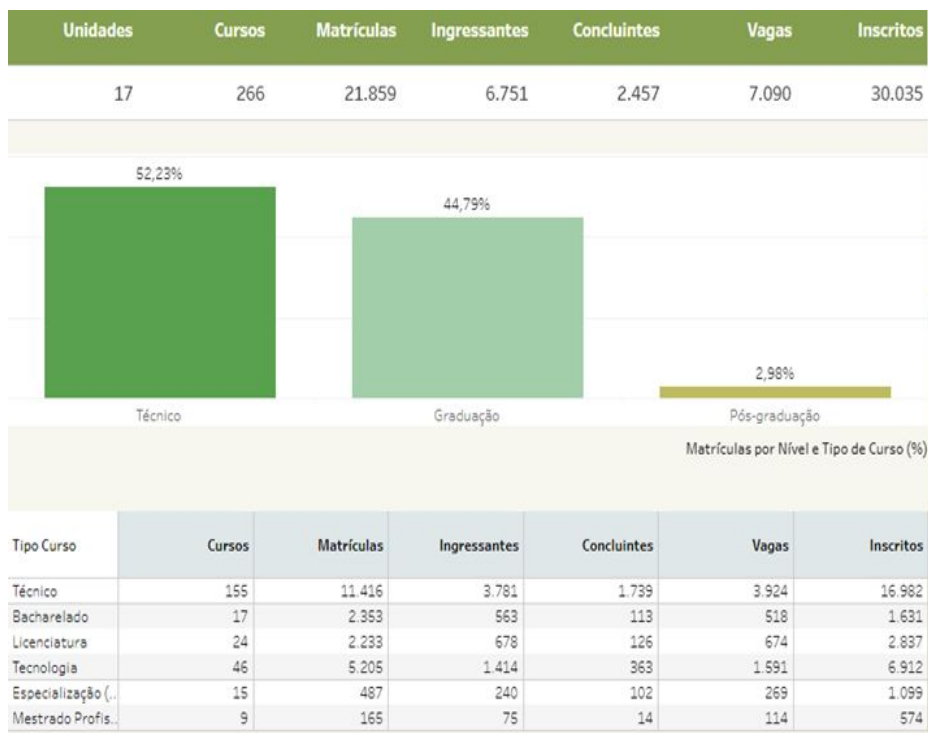 Unidades Cursos Matrículas Ingressantes Concluintes Vagas Inscritos
17 266 21.859 6.751 2.457 7.090 30.035
52,23%
44,79%
2,98%
Técnico Graduação Pós-graduação
Matrículas por Nível e Tipo de Curso (%)
Tipo Curso Cursos Matrículas Ingressantes Concluintes Vagas Inscritos
Técnico 155 11.416 3.781 1.739 3.924 16.982
Bacharelado 17 2.353 563 113 518 1.631
Licenciatura 24 2.233 678 126 674 2.837
Tecnologia 46 5.205 1.414 363 1.591 6.912
Especialização (.. 15 487 240 102 269 1.099
Mestrado Profis.. 9 165 75 14 114 574